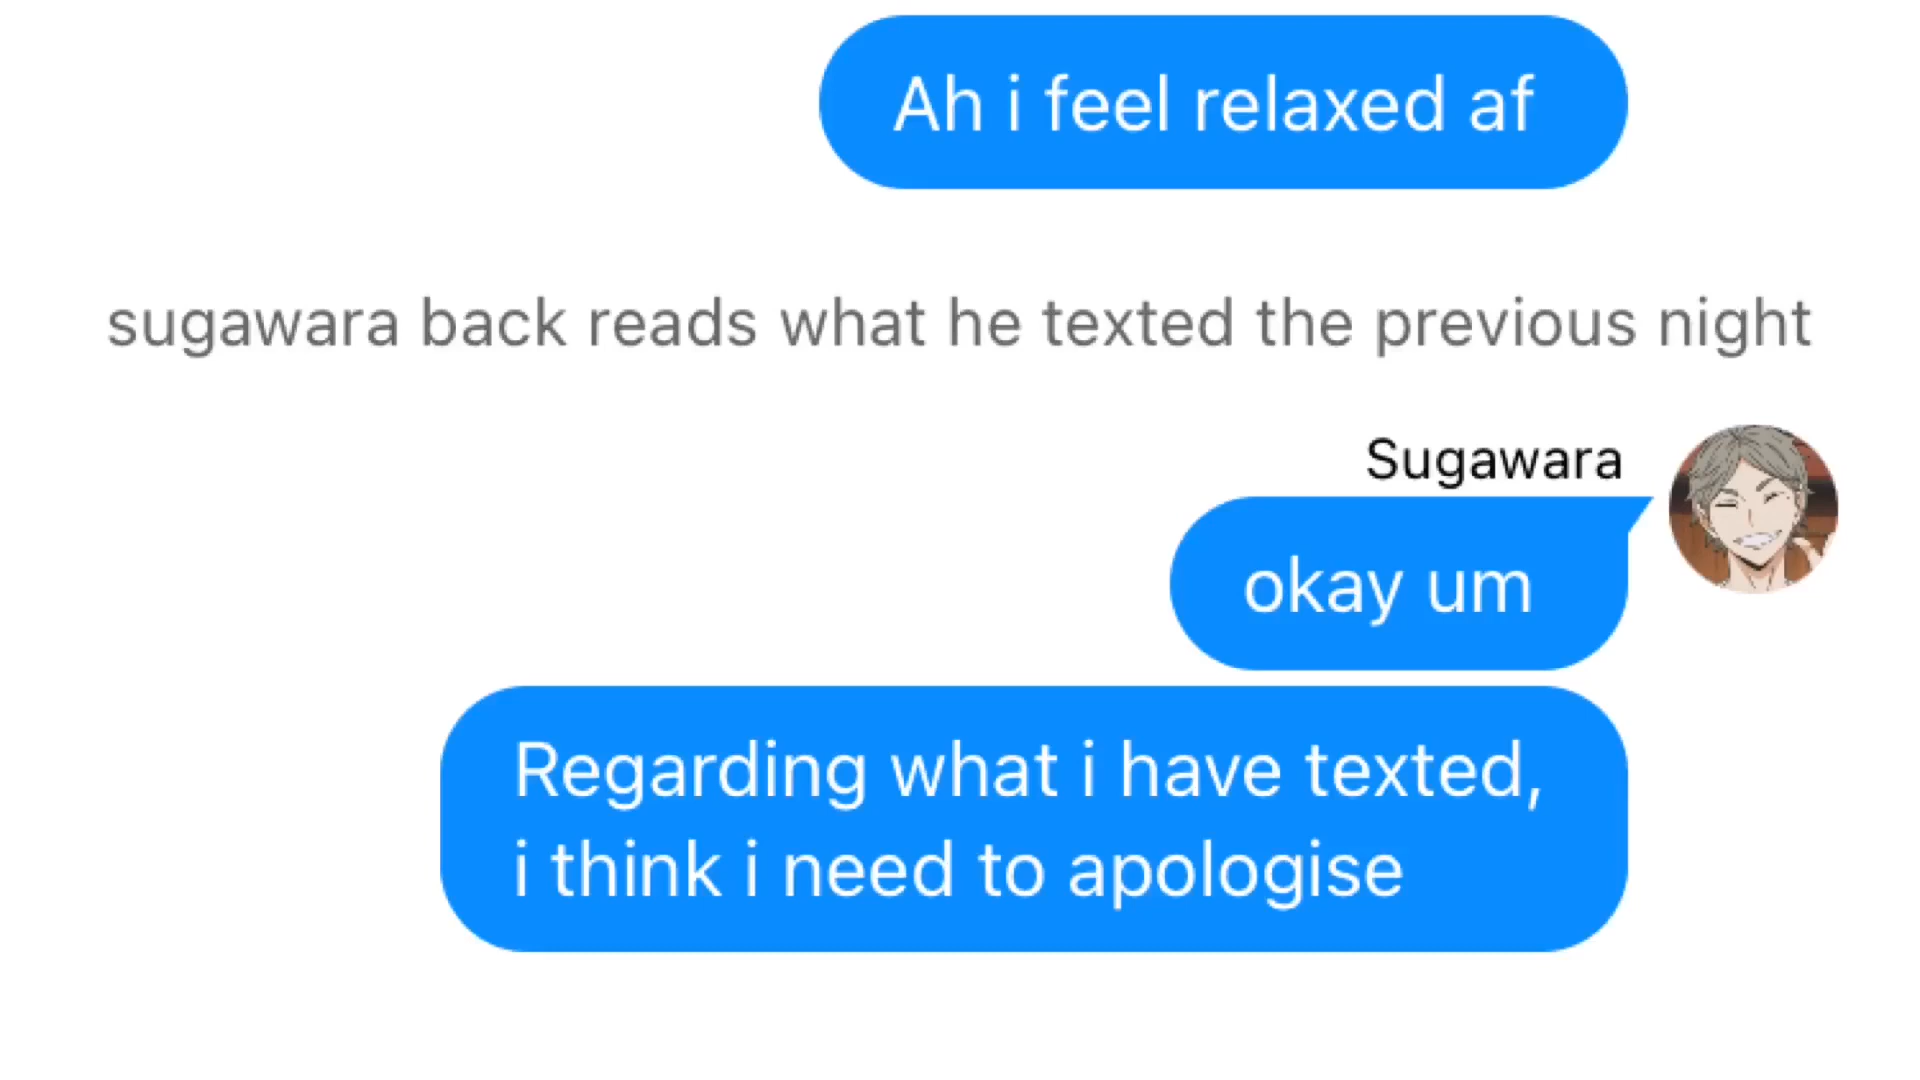 Ah i feel relaxed af
sugawara back reads what he texted the previous night
Sugawara
okay um
Regarding what i have texted,
i think i need to apologise